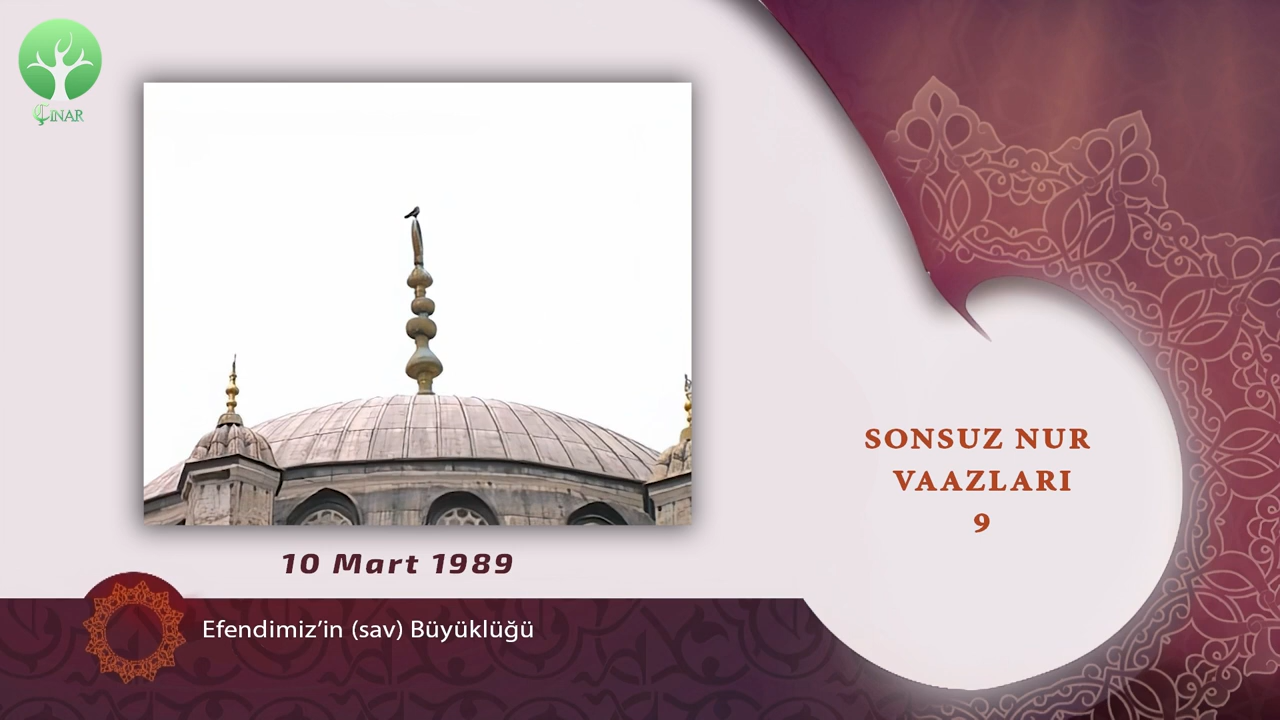 ÇINAR
10 Mart 1989
Efendimiz’in (sav) Büyüklüğü
SONSUZ NUR
VAAZLARI
9